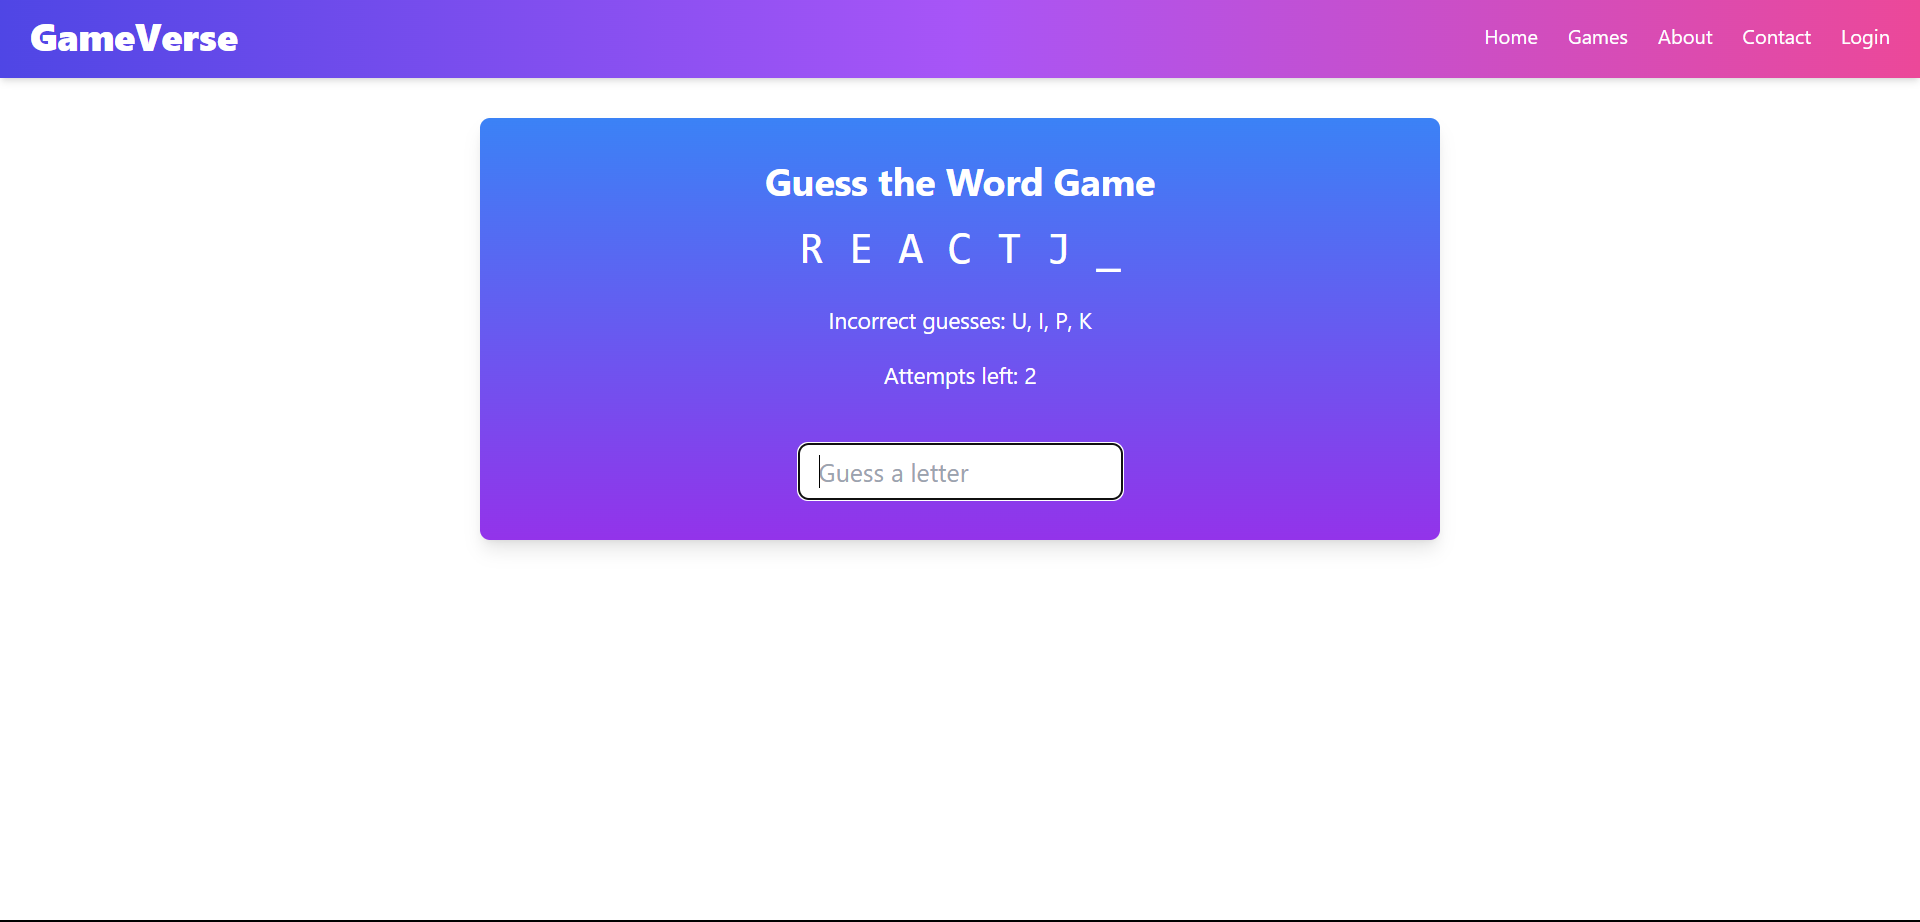 GameVerse
Home Games About Contact Login
Guess the Word Game
R E A C T J _
Incorrect guesses: U, I, P, K
Attempts left: 2
Guess a letter